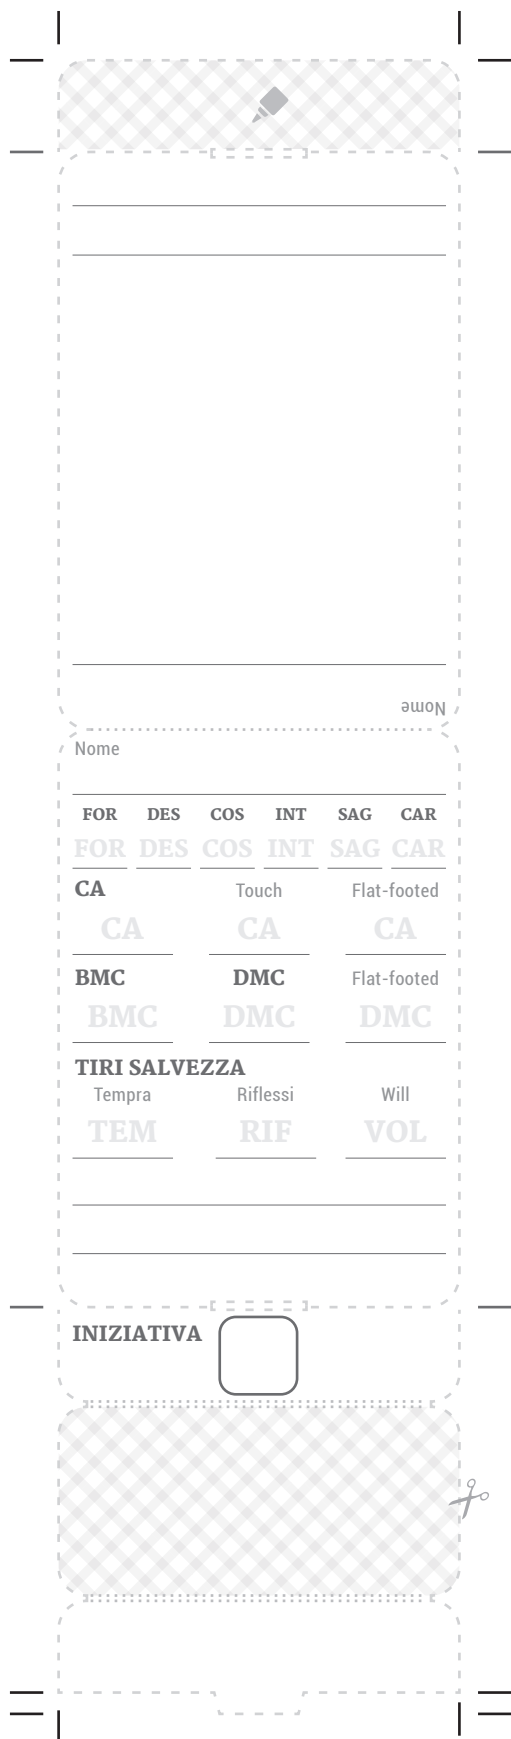 Nome
Nome
FOR DES COS INT SAG CAR
FOR DES COS INT SAG CAR
CA Touch Flat-footed
CA CA CA
BMC DMC Flat-footed
BMC DMC DMC
TIRI SALVEZZA
Tempra Riflessi Will
TEM RIF VOL
INIZIATIVA